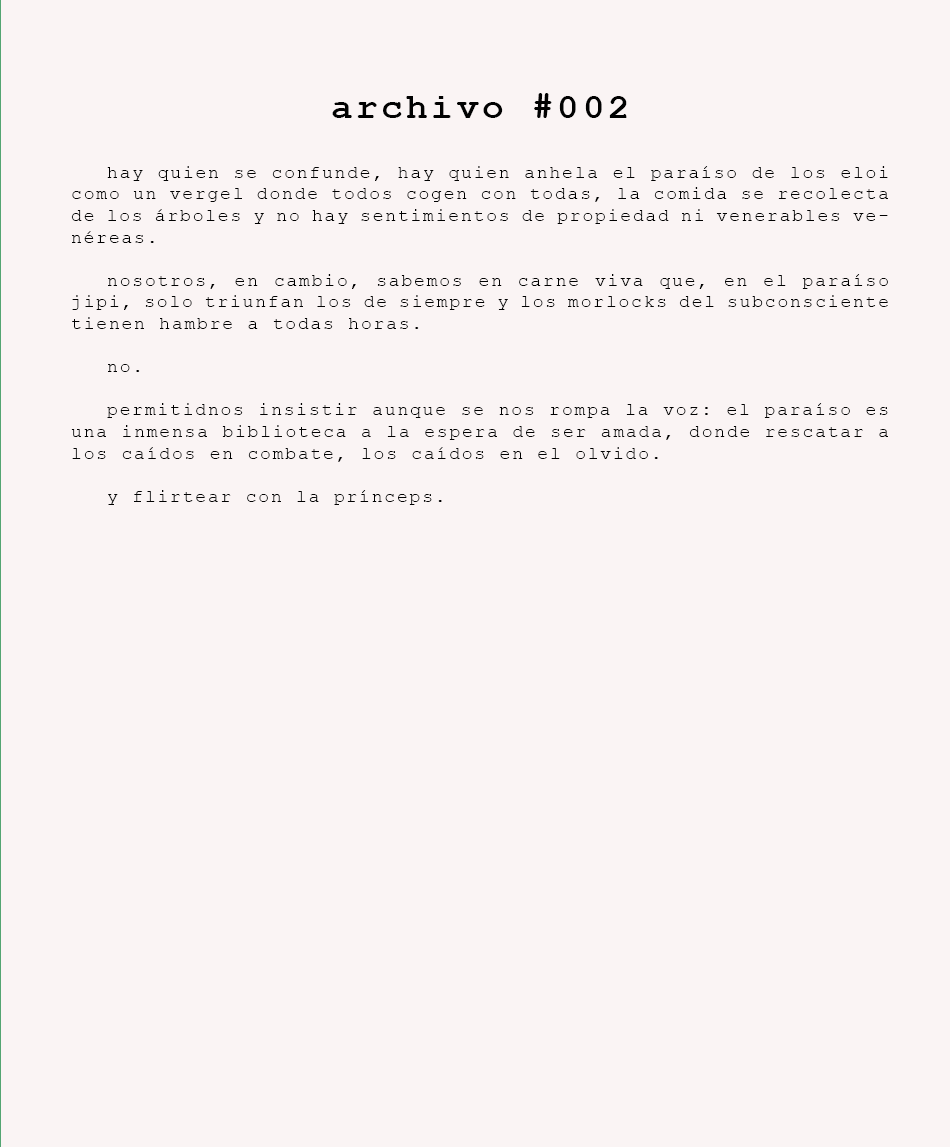 archivo #002
hay quien se confunde, hay quien anhela el paraíso de los eloi
como un vergel donde todos cogen con todas, la comida se recolecta
de los árboles y no hay sentimientos de propiedad ni venerables ve-
néreas.
nosotros, en cambio, sabemos en carne viva que, en el paraíso
jipi, solo triunfan los de siempre y los morlocks del subconsciente
tienen hambre a todas horas.
no.
permitidnos insistir aunque se nos rompa la voz: el paraíso es
una inmensa biblioteca a la espera de ser amada, donde rescatar a
los caídos en combate, los caídos en el olvido.
y flirtear con la prínceps.